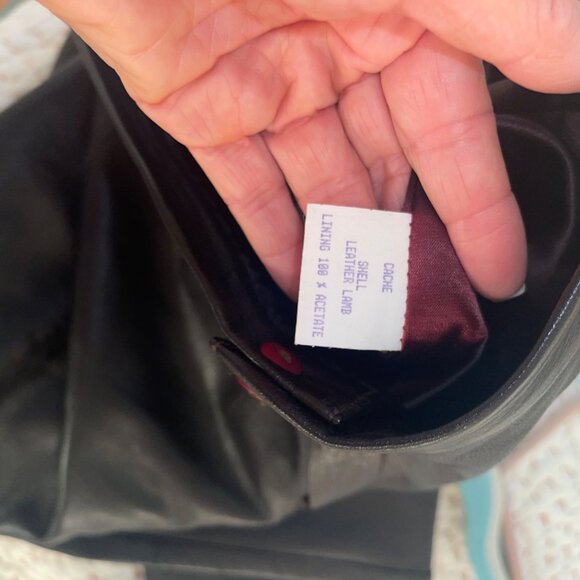 CACHE
SHELL
LEATHER LAMB
LINING 100 % ACETATE